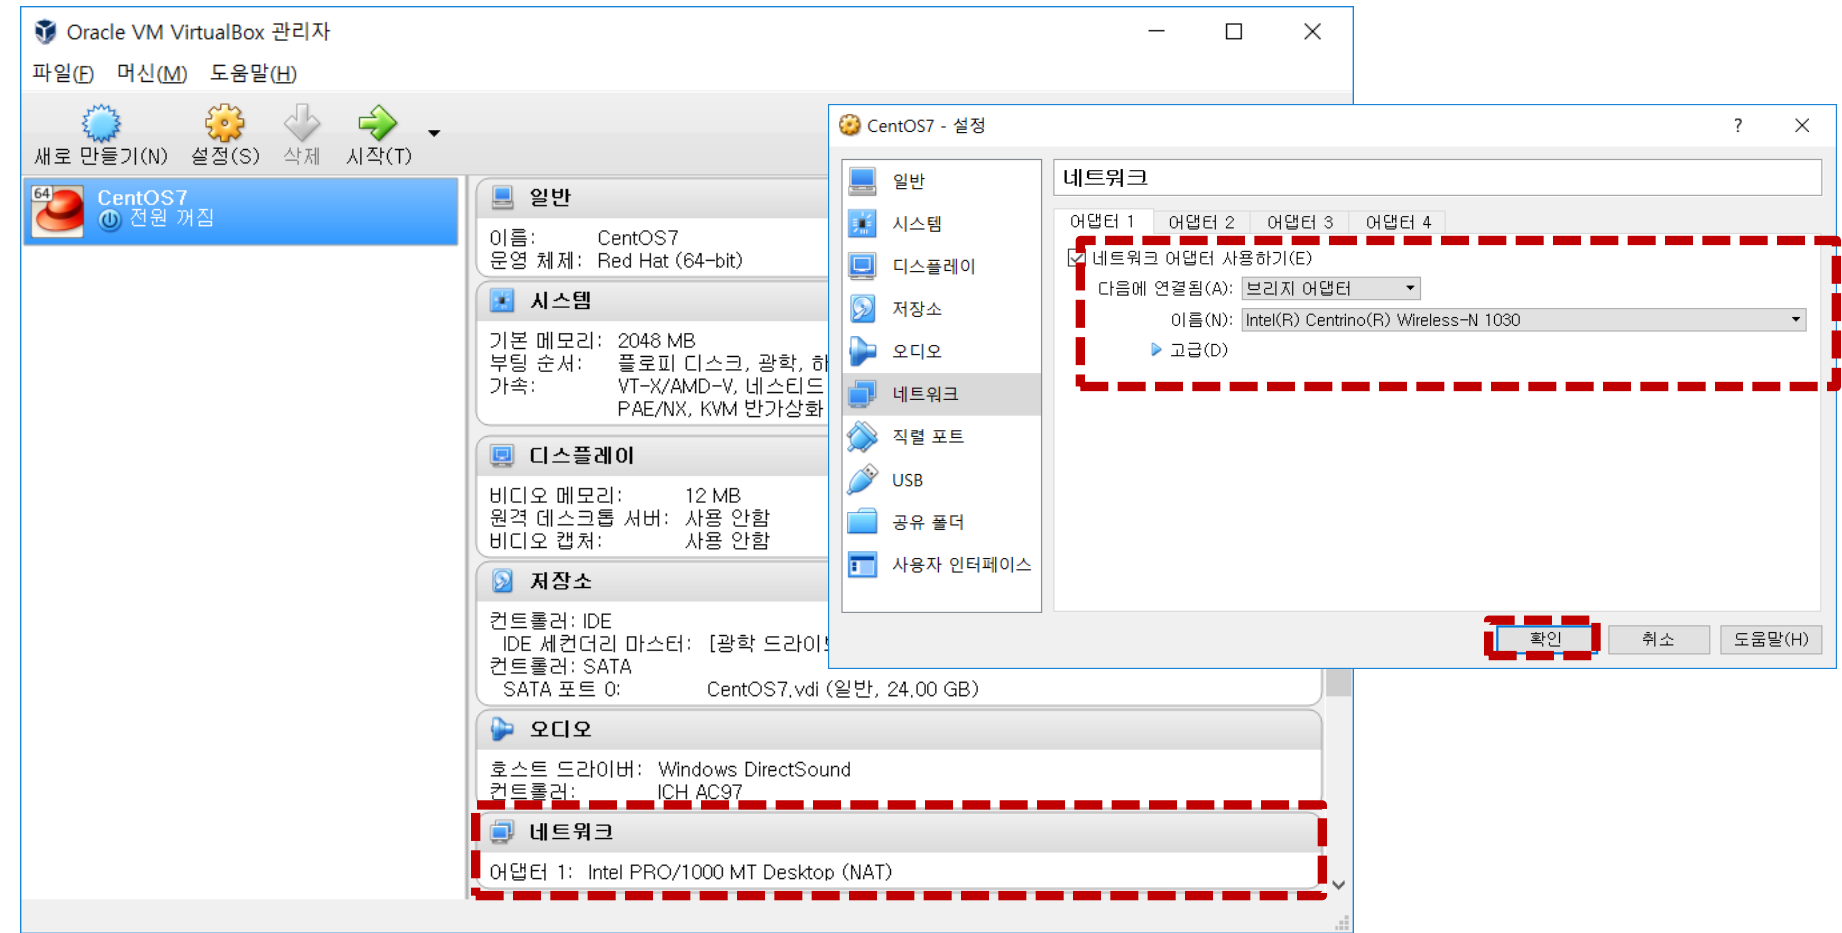 Oracle VM VirtualBox 관리자
파일(F) 머신(M) 도움말(H)
새로 만들기(N) 설정(S) 삭제 시작(T)
64
CentOS7
전원 꺼짐
일반
이름: CentOS7
운영 체제: Red Hat (64-bit)
시스템
기본 메모리: 2048 MB
부팅 순서: 플로피 디스크, 광학, 하
가속: VT-x/AMD-V, 네스티드
PAE/NX, KVM 반가상화
디스플레이
비디오 메모리: 12 MB
원격 데스크톱 서버: 사용 안함
비디오 캡처: 사용 안함
저장소
컨트롤러: IDE
IDE 세컨더리 마스터: [광학 드라이
컨트롤러: SATA
SATA 포트 0: CentOS7.vdi (일반, 24.00 GB)
오디오
호스트 드라이버: Windows DirectSound
컨트롤러: ICH AC97
네트워크
어댑터 1: Intel PRO/1000 MT Desktop (NAT)
CentOS7 - 설정
?
일반
시스템
디스플레이
저장소
오디오
네트워크
직렬 포트
USB
공유 폴더
사용자 인터페이스
네트워크
어댑터 1 어댑터 2 어댑터 3 어댑터 4
네트워크 어댑터 사용하기(E)
다음에 연결됨(A): 브리지 어댑터
이름(N): Intel(R) Centrino(R) Wireless-N 1030
고급(D)
확인 취소 도움말(H)